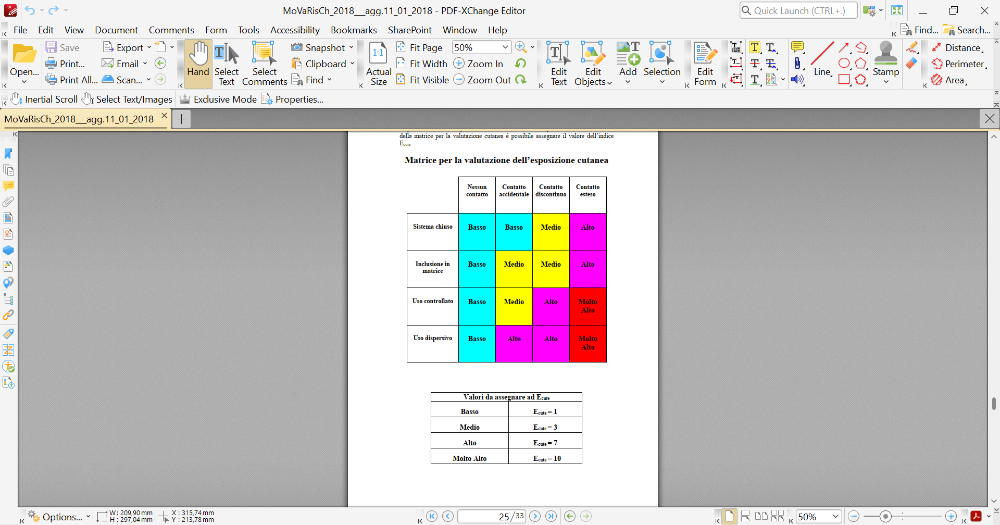 MoVaRisCh_2018__agg.11_01_2018 - PDF-XChange Editor
Quick Launch (CTRL+.)
File Edit View Document Comments Form Tools Accessibility Bookmarks SharePoint Window Help
Find... Search...
Open...
Save
Print...
Print All...
Export
Email
Scan...
Hand
Select Text
Select Comments
Snapshot
Clipboard
Find
1:1
Actual Size
Fit Page
Fit Width
Fit Visible
50%
Zoom In
Zoom Out
Edit Text
Edit Objects
Add
Selection
Edit Form
Line
Stamp
Distance
Perimeter
Area
Inertial Scroll Select Text/Images Exclusive Mode Properties...
MoVaRisCh_2018__agg.11_01_2018
della matrice per la valutazione cutanea è possibile assegnare il valore dell'indice
Ecute.
Matrice per la valutazione dell'esposizione cutanea
Nessun contatto Contatto accidentale Contatto discontinuo Contatto esteso
Sistema chiuso Basso Basso Medio Alto
Inclusione in matrice Basso Medio Medio Alto
Uso controllato Basso Medio Alto Molto Alto
Uso dispersivo Basso Alto Alto Molto Alto
Valori da assegnare ad Ecute
Basso Ecute = 1
Medio Ecute = 3
Alto Ecute = 7
Molto Alto Ecute = 10
Options...
W: 209,90 mm
H: 297,04 mm
X: 315,74 mm
Y: 213,78 mm
25/33
50%